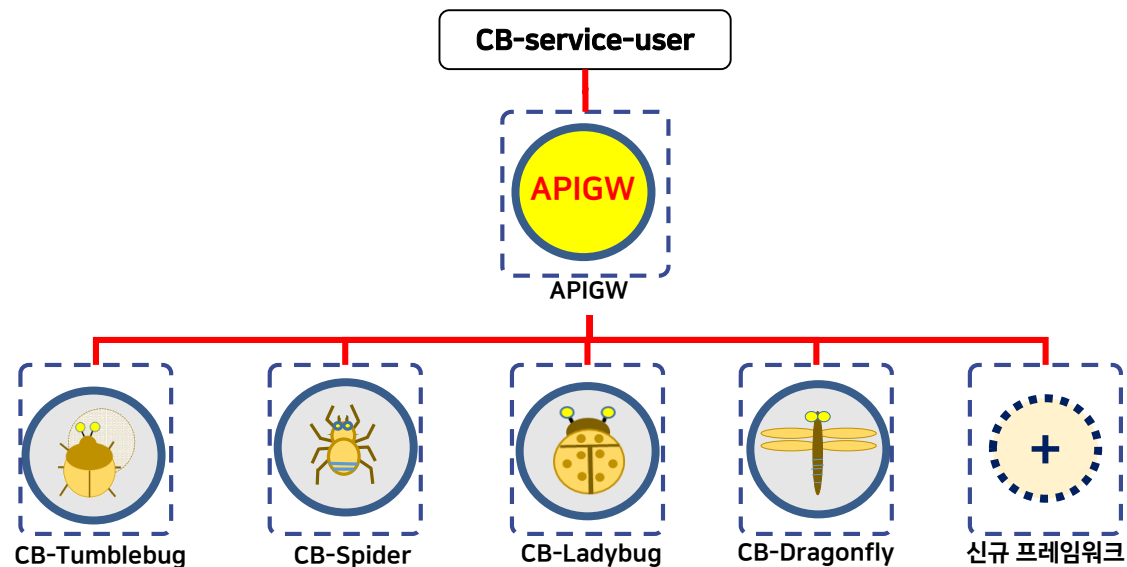 CB-service-user
APIGW
APIGW
CB-Tumblebug
CB-Spider
CB-Ladybug
CB-Dragonfly
+
신규 프레임워크